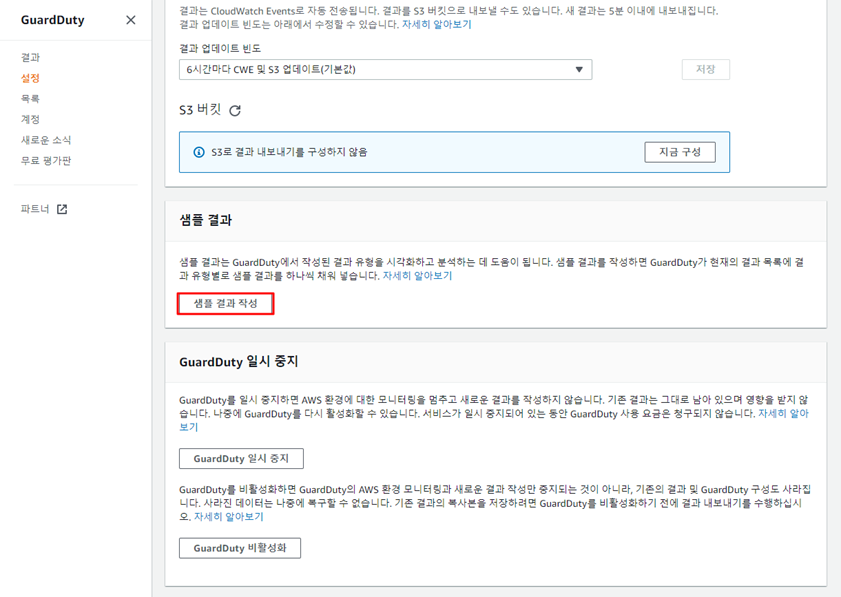 GuardDuty
결과
설정
목록
계정
새로운 소식
무료 평가판
파트너
결과는 CloudWatch Events로 자동 전송됩니다. 결과를 S3 버킷으로 내보낼 수도 있습니다. 새 결과는 5분 이내에 내보내집니다.
결과 업데이트 빈도는 아래에서 수정할 수 있습니다. 자세히 알아보기
결과 업데이트 빈도
6시간마다 CWE 및 S3 업데이트(기본값)
저장
S3 버킷
S3로 결과 내보내기를 구성하지 않음
지금 구성
샘플 결과
샘플 결과는 GuardDuty에서 작성된 결과 유형을 시각화하고 분석하는 데 도움이 됩니다. 샘플 결과를 작성하면 GuardDuty가 현재의 결과 목록에 결
과 유형별로 샘플 결과를 하나씩 채워 넣습니다. 자세히 알아보기
샘플 결과 작성
GuardDuty 일시 중지
GuardDuty를 일시 중지하면 AWS 환경에 대한 모니터링을 멈추고 새로운 결과를 작성하지 않습니다. 기존 결과는 그대로 남아 있으며 영향을 받지 않
습니다. 나중에 GuardDuty를 다시 활성화할 수 있습니다. 서비스가 일시 중지되어 있는 동안 GuardDuty 사용 요금은 청구되지 않습니다. 자세히 알아
보기
GuardDuty 일시 중지
GuardDuty를 비활성화하면 GuardDuty의 AWS 환경 모니터링과 새로운 결과 작성만 중지되는 것이 아니라, 기존의 결과 및 GuardDuty 구성도 사라집
니다. 사라진 데이터는 나중에 복구할 수 없습니다. 기존 결과의 복사본을 저장하려면 GuardDuty를 비활성화하기 전에 결과 내보내기를 수행하십시
오. 자세히 알아보기
GuardDuty 비활성화